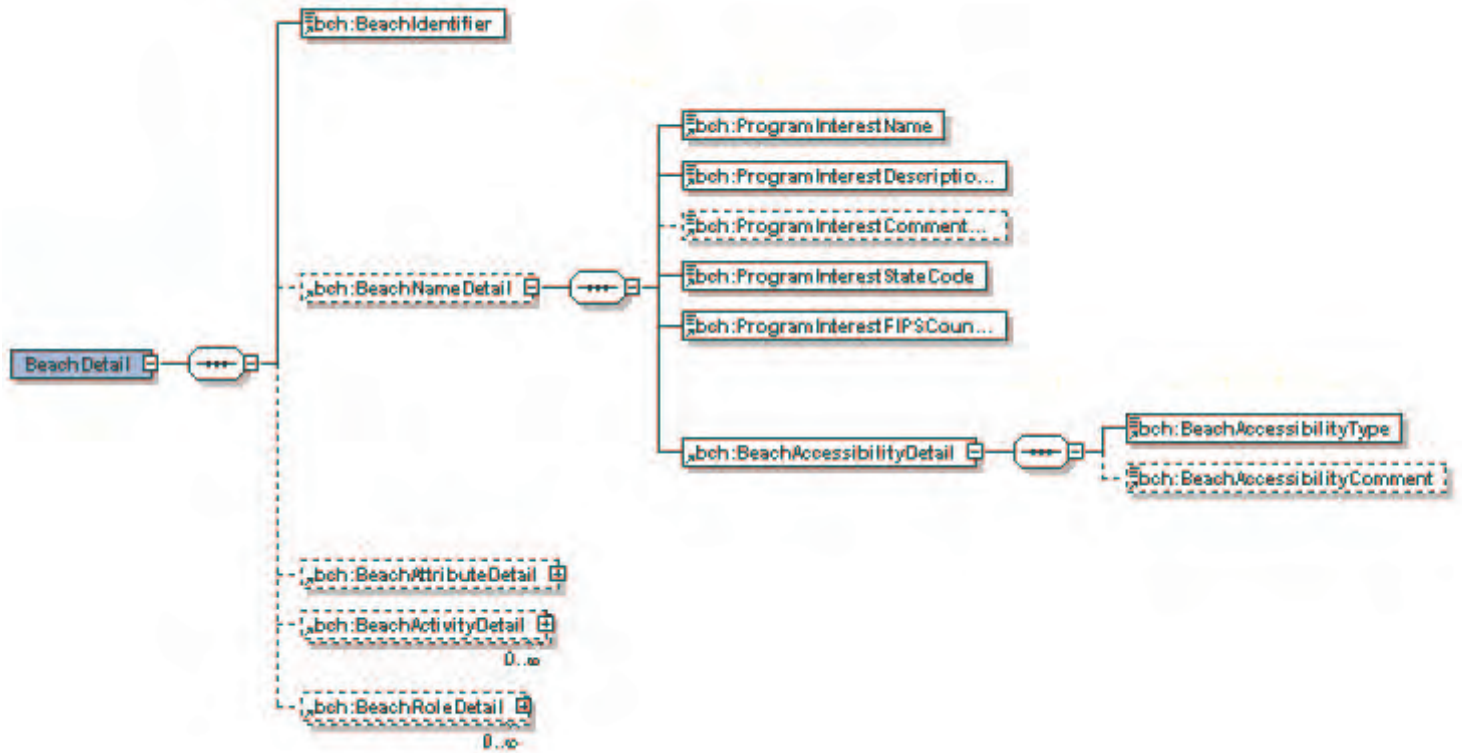 bch:BeachIdentifier
bch:ProgramInterestName
bch:ProgramInterestDescriptio...
bch:ProgramInterestComment...
bch:BeachNameDetail
bch:ProgramInterestStateCode
bch:ProgramInterestFIPSCoun...
BeachDetail
bch:BeachAccessibilityType
bch:BeachAccessibilityDetail
bch:BeachAccessibilityComment
bch:BeachAttributeDetail
bch:BeachActivityDetail
0..∞
bch:BeachRoleDetail
0..∞